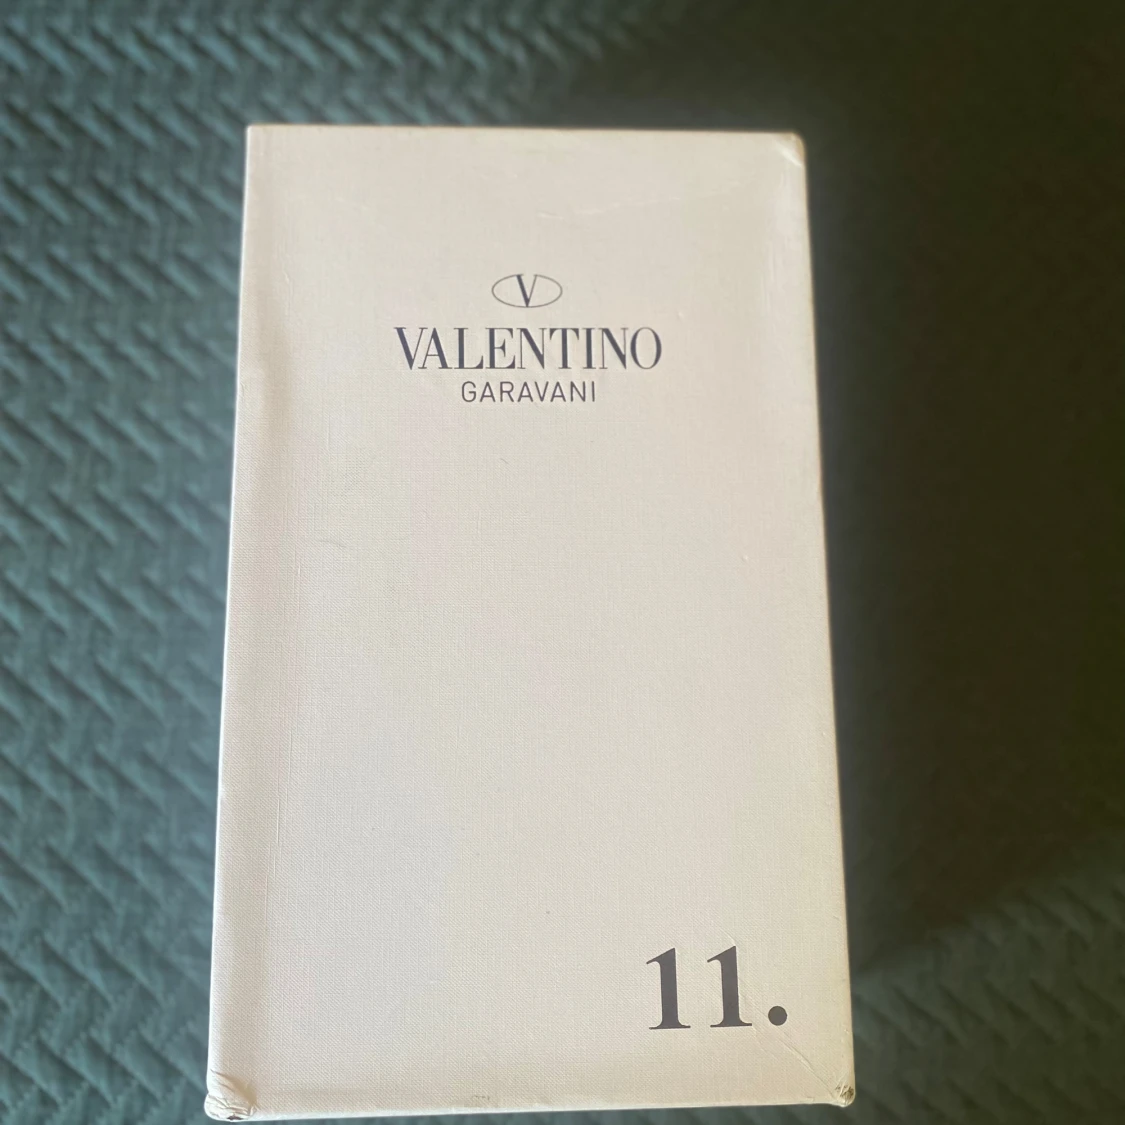 V
VALENTINO
GARAVANI
11.